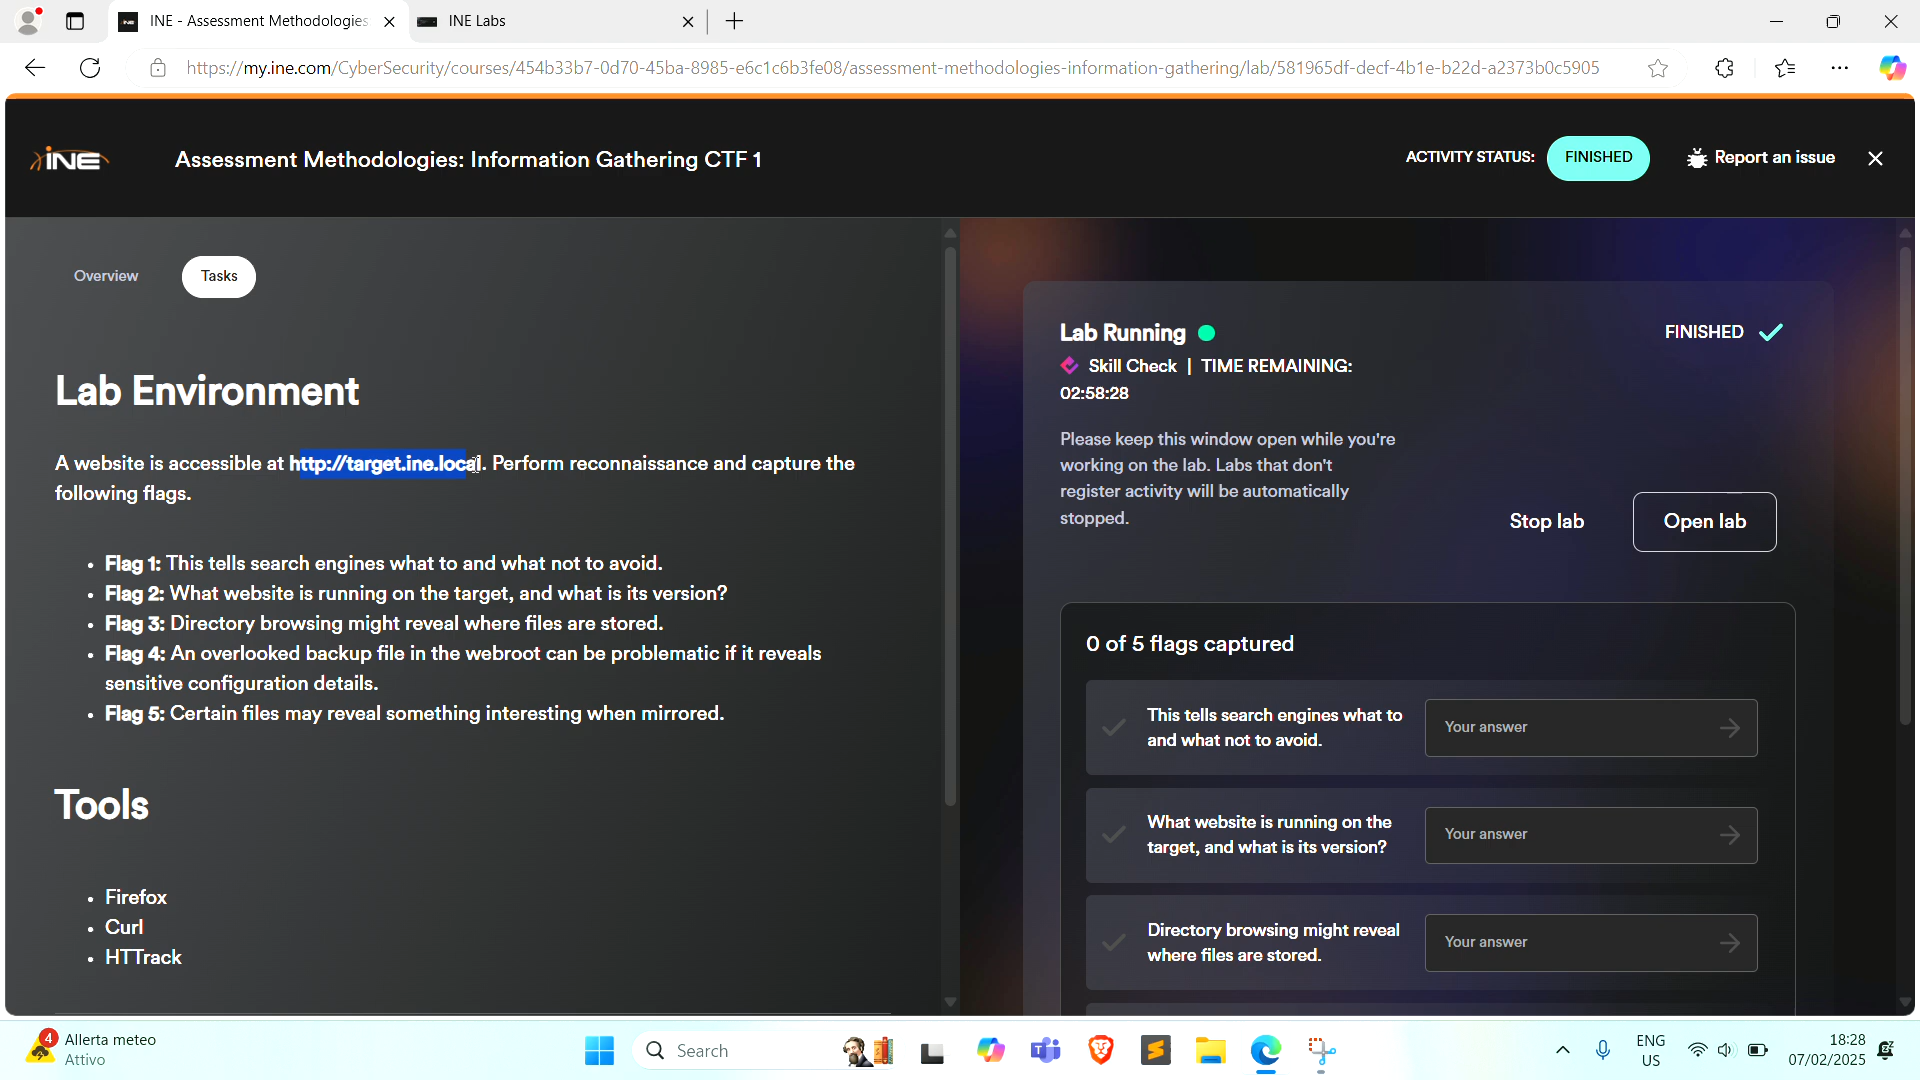 INE - Assessment Methodologies
INE Labs
https://my.ine.com/CyberSecurity/courses/454b33b7-0d70-45ba-8985-e6c1c6b3fe08/assessment-methodologies-information-gathering/lab/581965df-decf-4b1e-b22d-a2373b0c5905
INE
Assessment Methodologies: Information Gathering CTF 1
ACTIVITY STATUS:
FINISHED
Report an issue
Overview
Tasks
Lab Environment
A website is accessible at http://target.ine.local. Perform reconnaissance and capture the
following flags.
• Flag 1: This tells search engines what to and what not to avoid.
• Flag 2: What website is running on the target, and what is its version?
• Flag 3: Directory browsing might reveal where files are stored.
• Flag 4: An overlooked backup file in the webroot can be problematic if it reveals
sensitive configuration details.
• Flag 5: Certain files may reveal something interesting when mirrored.
Tools
• Firefox
• Curl
• HTTrack
Lab Running
FINISHED
Skill Check | TIME REMAINING:
02:58:28
Please keep this window open while you're
working on the lab. Labs that don't
register activity will be automatically
stopped.
Stop lab
Open lab
0 of 5 flags captured
This tells search engines what to
and what not to avoid.
Your answer
What website is running on the
target, and what is its version?
Your answer
Directory browsing might reveal
where files are stored.
Your answer
4
Allerta meteo
Attivo
Search
ENG
US
18:28
07/02/2025